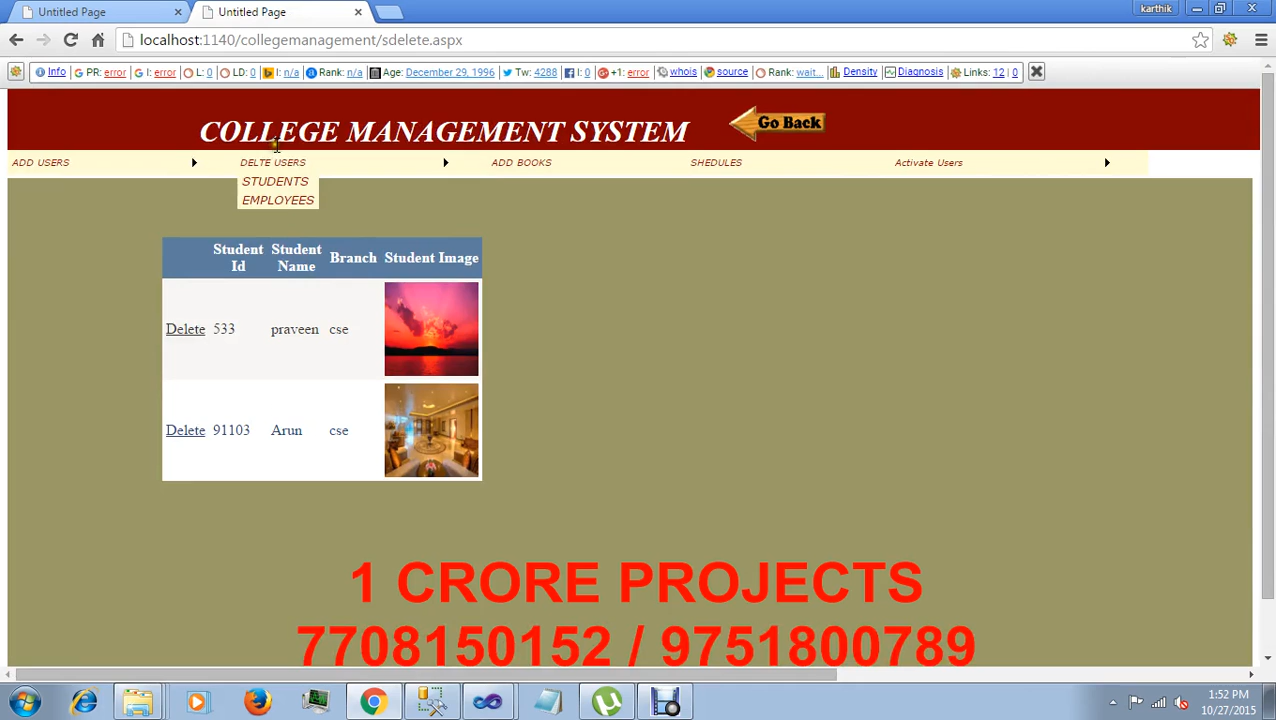 Untitled Page
Untitled Page
karthik
localhost:1140/collegemanagement/sdelete.aspx
Info PR: error I: error L: 0 LD: 0 I: n/a Rank: n/a Age: December 29, 1996 Tw: 4288 I: 0 +1: error whois source Rank: wait... Density Diagnosis Links: 12 | 0
COLLEGE MANAGEMENT SYSTEM
Go Back
ADD USERS DELTE USERS ADD BOOKS SHEDULES Activate Users
STUDENTS
EMPLOYEES
Student Id Student Name Branch Student Image
Delete 533 praveen cse
Delete 91103 Arun cse
1 CRORE PROJECTS
7708150152 / 9751800789
1:52 PM
10/27/2015